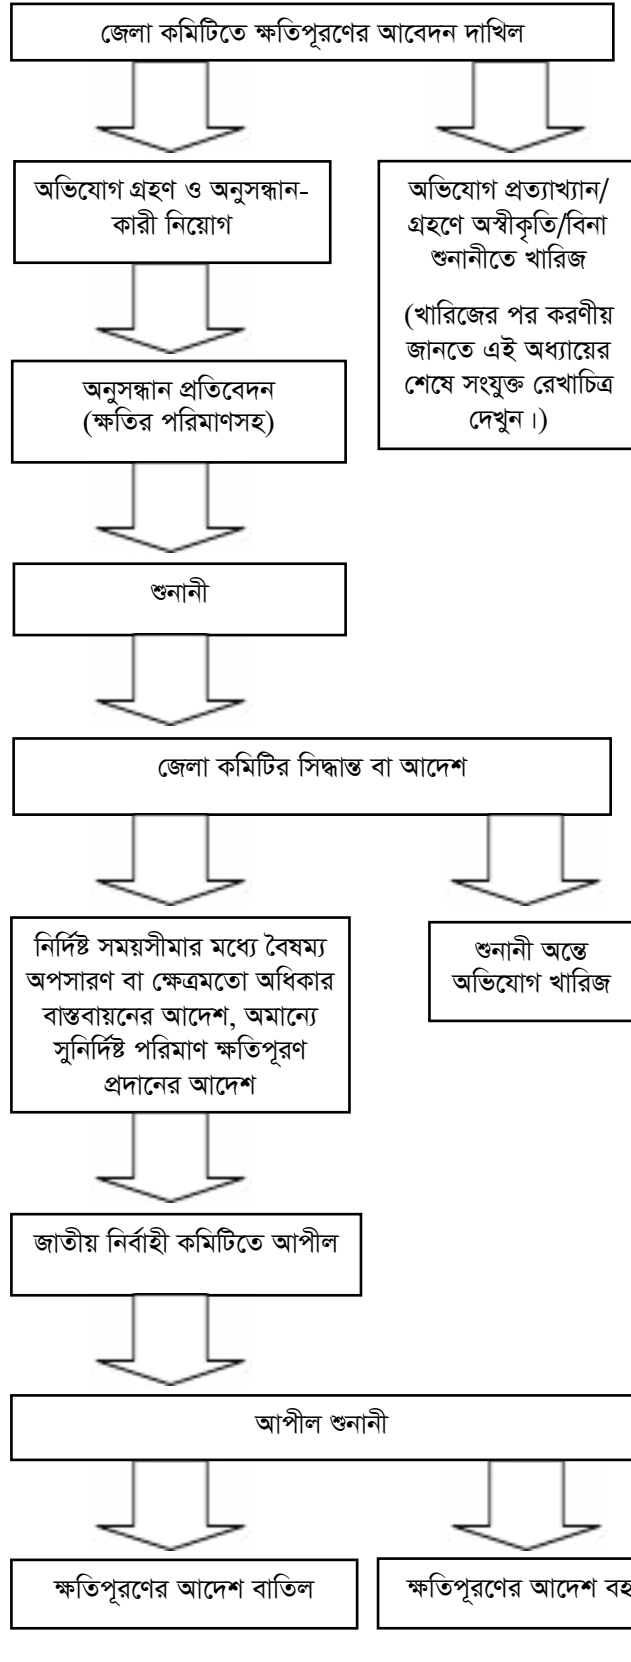 জেলা কমিটিতে ক্ষতিপূরণের আবেদন দাখিল
অভিযোগ গ্রহণ ও অনুসন্ধান-
কারী নিয়োগ
অভিযোগ প্রত্যাখ্যান/
গ্রহণে অস্বীকৃতি/বিনা
শুনানীতে খারিজ
(খারিজের পর করণীয়
জানতে এই অধ্যায়ের
শেষে সংযুক্ত রেখাচিত্র
দেখুন।)
অনুসন্ধান প্রতিবেদন
(ক্ষতির পরিমাণসহ)
শুনানী
জেলা কমিটির সিদ্ধান্ত বা আদেশ
নির্দিষ্ট সময়সীমার মধ্যে বৈষম্য
অপসারণ বা ক্ষেত্রমতো অধিকার
বাস্তবায়নের আদেশ, অমান্যে
সুনির্দিষ্ট পরিমাণ ক্ষতিপূরণ
প্রদানের আদেশ
শুনানী অন্তে
অভিযোগ খারিজ
জাতীয় নির্বাহী কমিটিতে আপীল
আপীল শুনানী
ক্ষতিপূরণের আদেশ বাতিল
ক্ষতিপূরণের আদেশ